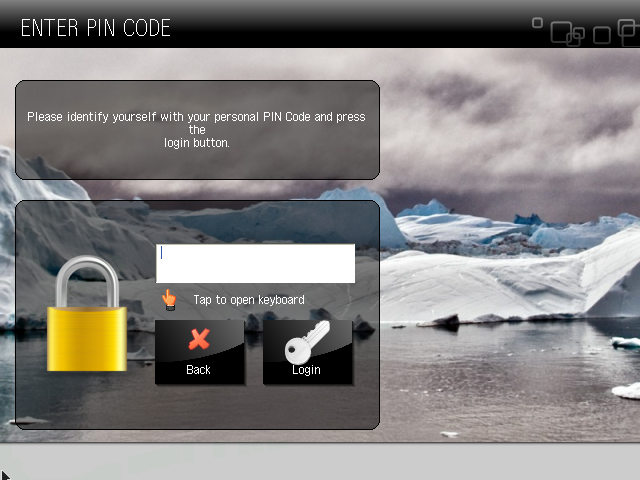 ENTER PIN CODE
Please identify yourself with your personal PIN Code and press
the
login button.
Tap to open keyboard
Back
Login